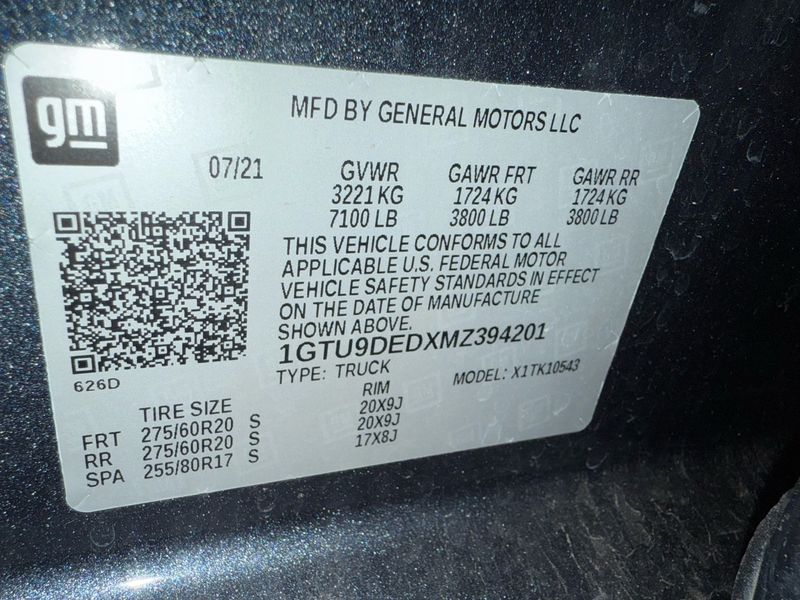 gm
MFD BY GENERAL MOTORS LLC
07/21 GVWR GAWR FRT GAWR RR
3221 KG 1724 KG 1724 KG
7100 LB 3800 LB 3800 LB
THIS VEHICLE CONFORMS TO ALL
APPLICABLE U.S. FEDERAL MOTOR
VEHICLE SAFETY STANDARDS IN EFFECT
ON THE DATE OF MANUFACTURE
SHOWN ABOVE.
1GTU9DEDXMZ394201
626D
TYPE: TRUCK MODEL: X1TK10543
TIRE SIZE RIM
FRT 275/60R20 S 20X9J
RR 275/60R20 S 20X9J
SPA 255/80R17 S 17X8J